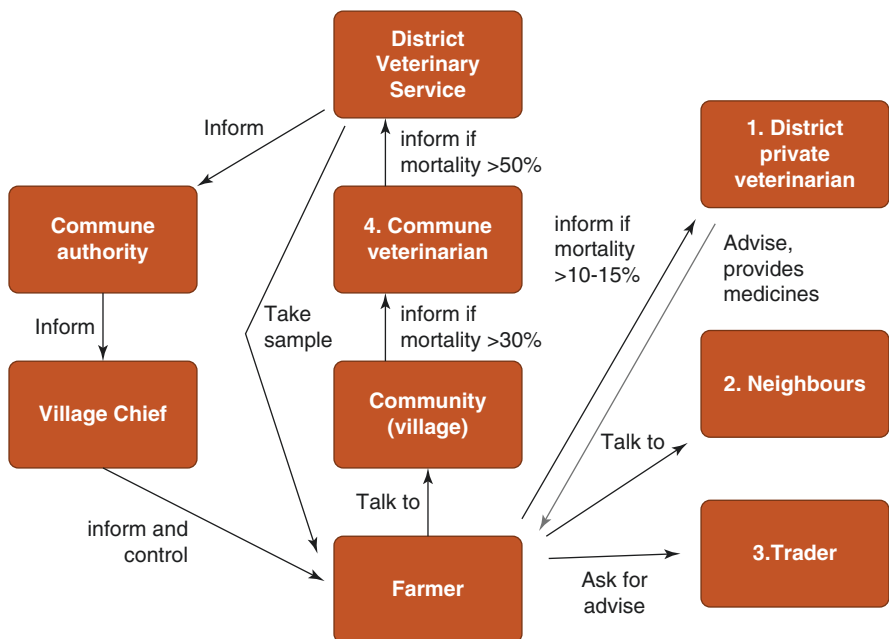 District
Veterinary
Service
Inform
inform if
mortality >50%
1. District
private
veterinarian
Commune
authority
4. Commune
veterinarian
inform if
mortality
>10-15%
Advise,
provides
medicines
Inform
Take
sample
inform if
mortality >30%
Village Chief
Community
(village)
2. Neighbours
Talk to
Talk to
inform and
control
Farmer
Ask for
advise
3.Trader